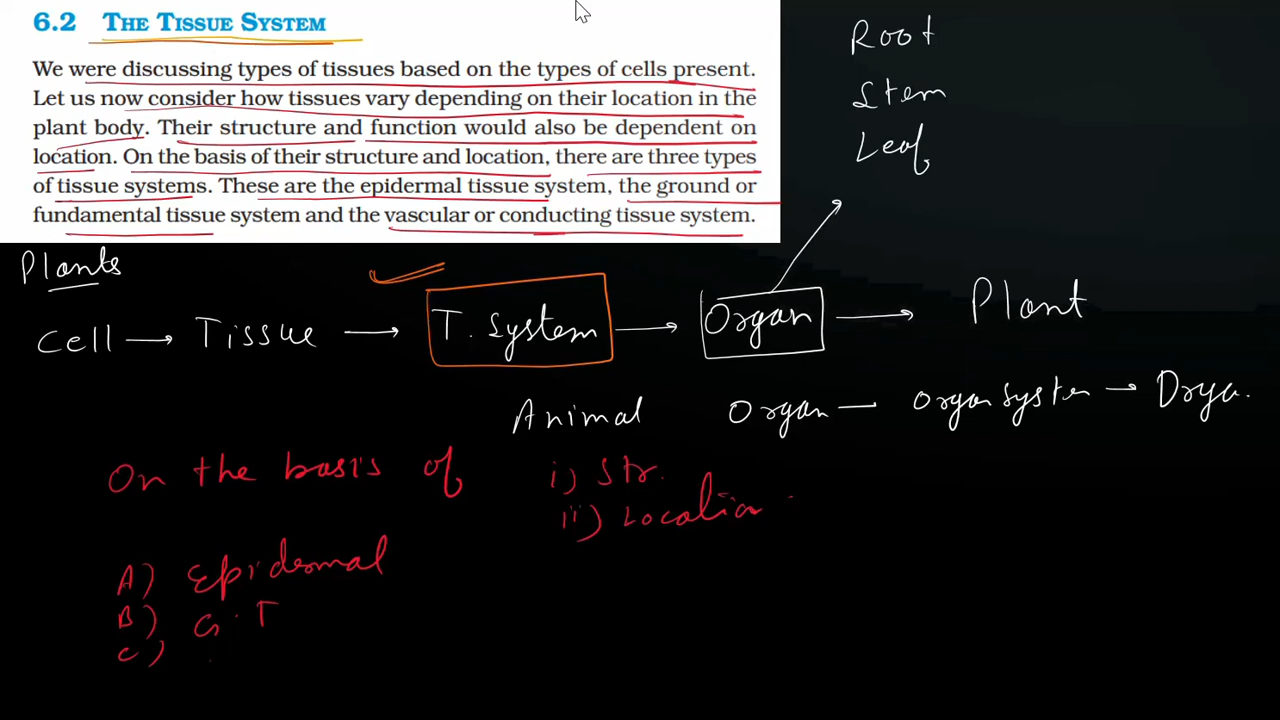 6.2 THE TISSUE SYSTEM
We were discussing types of tissues based on the types of cells present.
Let us now consider how tissues vary depending on their location in the
plant body. Their structure and function would also be dependent on
location. On the basis of their structure and location, there are three types
of tissue systems. These are the epidermal tissue system, the ground or
fundamental tissue system and the vascular or conducting tissue system.
Root
Stem
Leaf
Plants
Cell → Tissue → T. System → Organ → Plant
Animal Organ — Organ System → Orga.
On the basis of i) Str.
ii) Location
A) Epidermal
B) G.T
C)